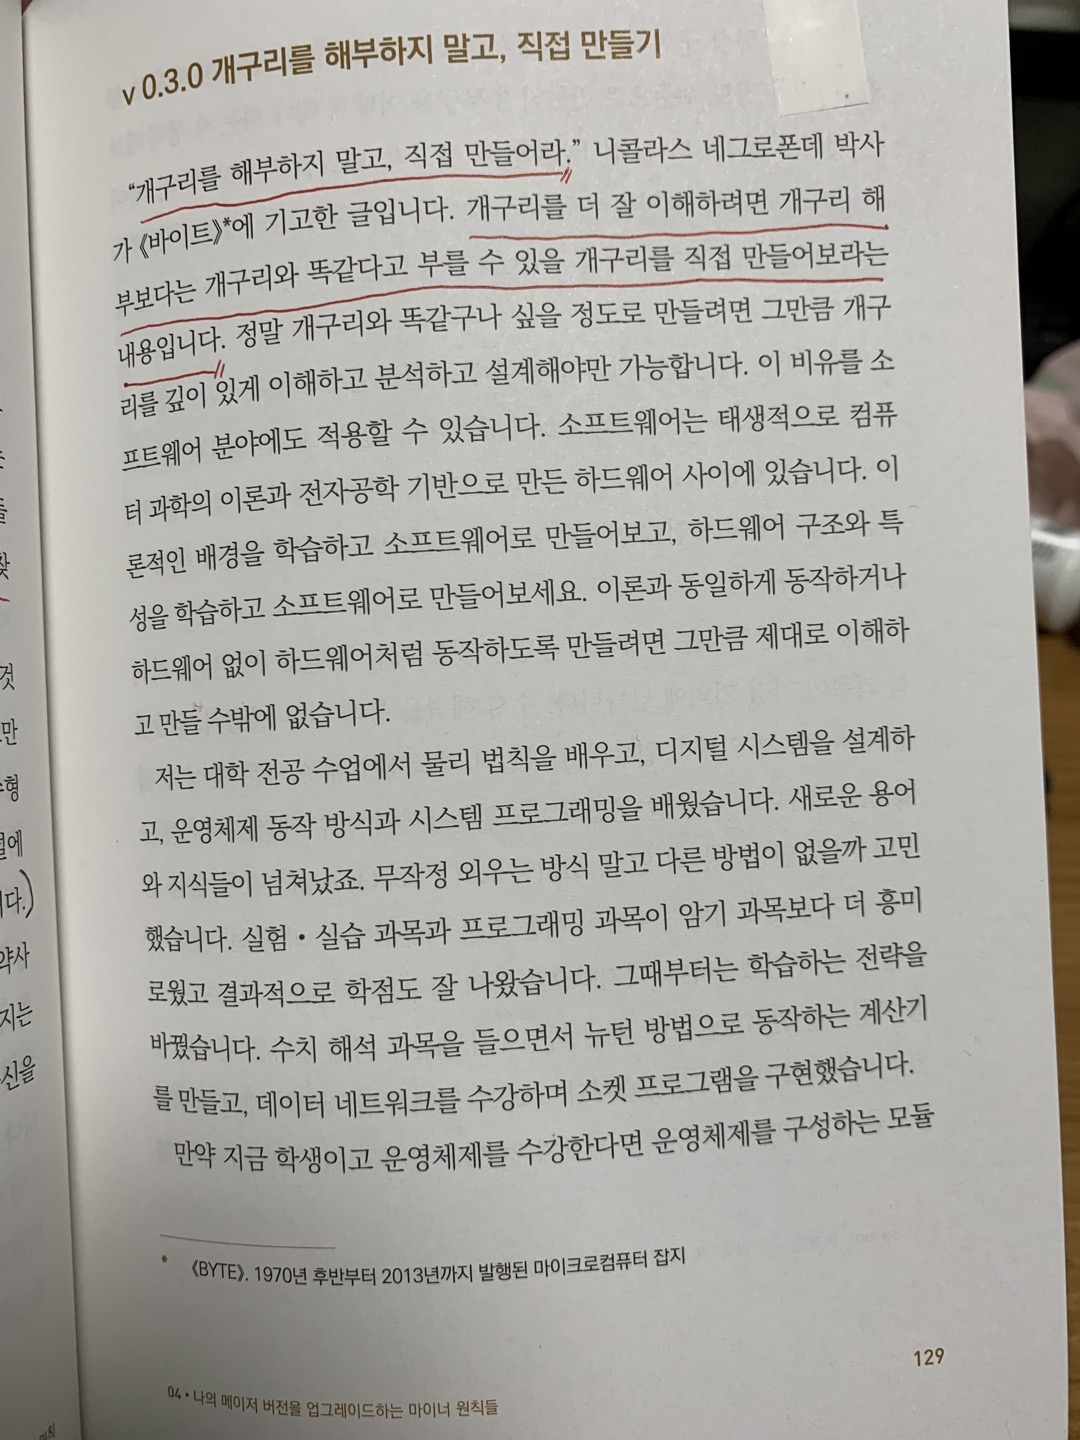 v 0.3.0 개구리를 해부하지 말고, 직접 만들기
“개구리를 해부하지 말고, 직접 만들어라.” 니콜라스 네그로폰데 박사
가 《바이트》*에 기고한 글입니다. 개구리를 더 잘 이해하려면 개구리 해
부보다는 개구리와 똑같다고 부를 수 있을 개구리를 직접 만들어보라는
내용입니다. 정말 개구리와 똑같구나 싶을 정도로 만들려면 그만큼 개구
리를 깊이 있게 이해하고 분석하고 설계해야만 가능합니다. 이 비유를 소
프트웨어 분야에도 적용할 수 있습니다. 소프트웨어는 태생적으로 컴퓨
터 과학의 이론과 전자공학 기반으로 만든 하드웨어 사이에 있습니다. 이
론적인 배경을 학습하고 소프트웨어로 만들어보고, 하드웨어 구조와 특
성을 학습하고 소프트웨어로 만들어보세요. 이론과 동일하게 동작하거나
하드웨어 없이 하드웨어처럼 동작하도록 만들려면 그만큼 제대로 이해하
고 만들 수밖에 없습니다.
저는 대학 전공 수업에서 물리 법칙을 배우고, 디지털 시스템을 설계하
고, 운영체제 동작 방식과 시스템 프로그래밍을 배웠습니다. 새로운 용어
와 지식들이 넘쳐났죠. 무작정 외우는 방식 말고 다른 방법이 없을까 고민
했습니다. 실험·실습 과목과 프로그래밍 과목이 암기 과목보다 더 흥미
로웠고 결과적으로 학점도 잘 나왔습니다. 그때부터는 학습하는 전략을
바꿨습니다. 수치 해석 과목을 들으면서 뉴턴 방법으로 동작하는 계산기
를 만들고, 데이터 네트워크를 수강하며 소켓 프로그램을 구현했습니다.
만약 지금 학생이고 운영체제를 수강한다면 운영체제를 구성하는 모듈
* 《BYTE》. 1970년 후반부터 2013년까지 발행된 마이크로컴퓨터 잡지
129
04 • 나의 메이저 버전을 업그레이드하는 마이너 원칙들